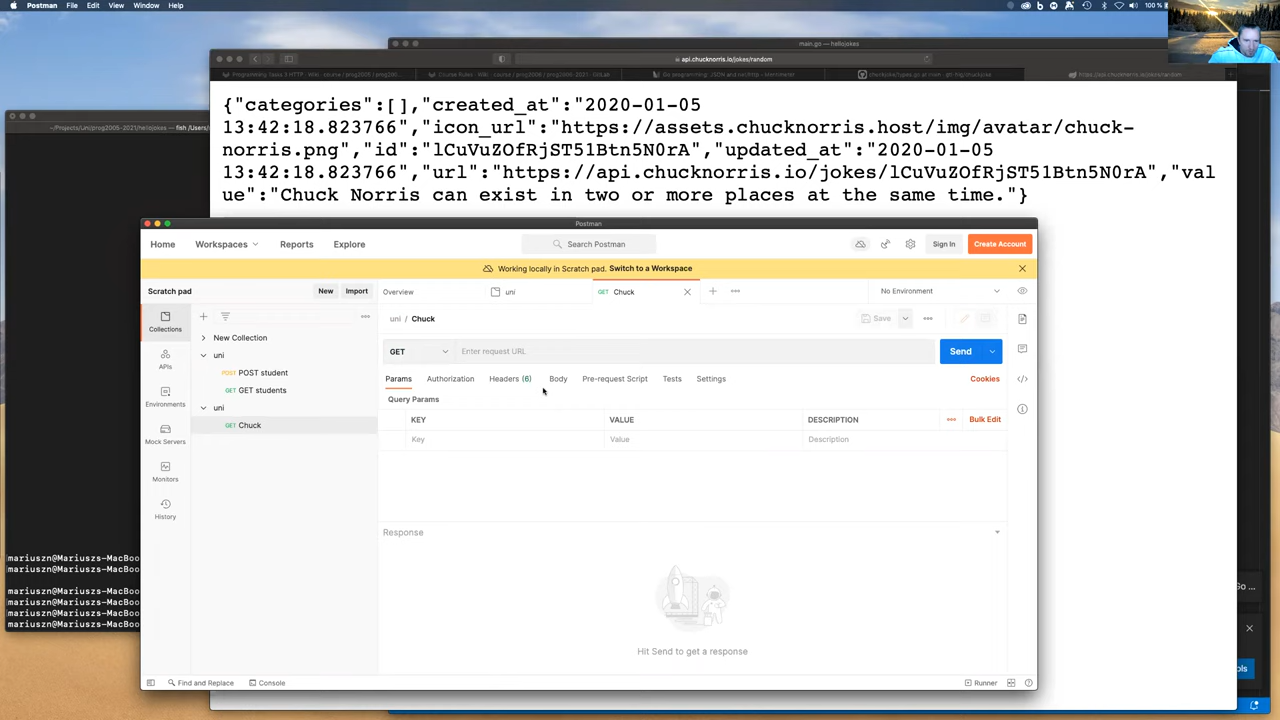 Postman File Edit View Window Help 100 %
main.go — hellojokes
api.chucknorris.io/jokes/random
{"categories":[],"created_at":"2020-01-05
13:42:18.823766","icon_url":"https://assets.chucknorris.host/img/avatar/chuck-
norris.png","id":"lCuVuZOfRjST51Btn5N0rA","updated_at":"2020-01-05
13:42:18.823766","url":"https://api.chucknorris.io/jokes/lCuVuZOfRjST51Btn5N0rA","val
ue":"Chuck Norris can exist in two or more places at the same time."}
Postman
Home Workspaces Reports Explore Search Postman Sign In Create Account
Working locally in Scratch pad. Switch to a Workspace
Scratch pad New Import Overview uni GET Chuck No Environment
uni / Chuck Save
Collections
New Collection
uni
POST student
GET students
uni
GET Chuck
APIs
Environments
Mock Servers
Monitors
History
GET Enter request URL Send
Params Authorization Headers (6) Body Pre-request Script Tests Settings Cookies
Query Params
KEY VALUE DESCRIPTION Bulk Edit
Key Value Description
Response
Hit Send to get a response
Find and Replace Console Runner
mariuszn@Mariuszs-MacBoo
mariuszn@Mariuszs-MacBoo
mariuszn@Mariuszs-MacBoo
mariuszn@Mariuszs-MacBoo
mariuszn@Mariuszs-MacBoo
mariuszn@Mariuszs-MacBoo
Go ...
ols